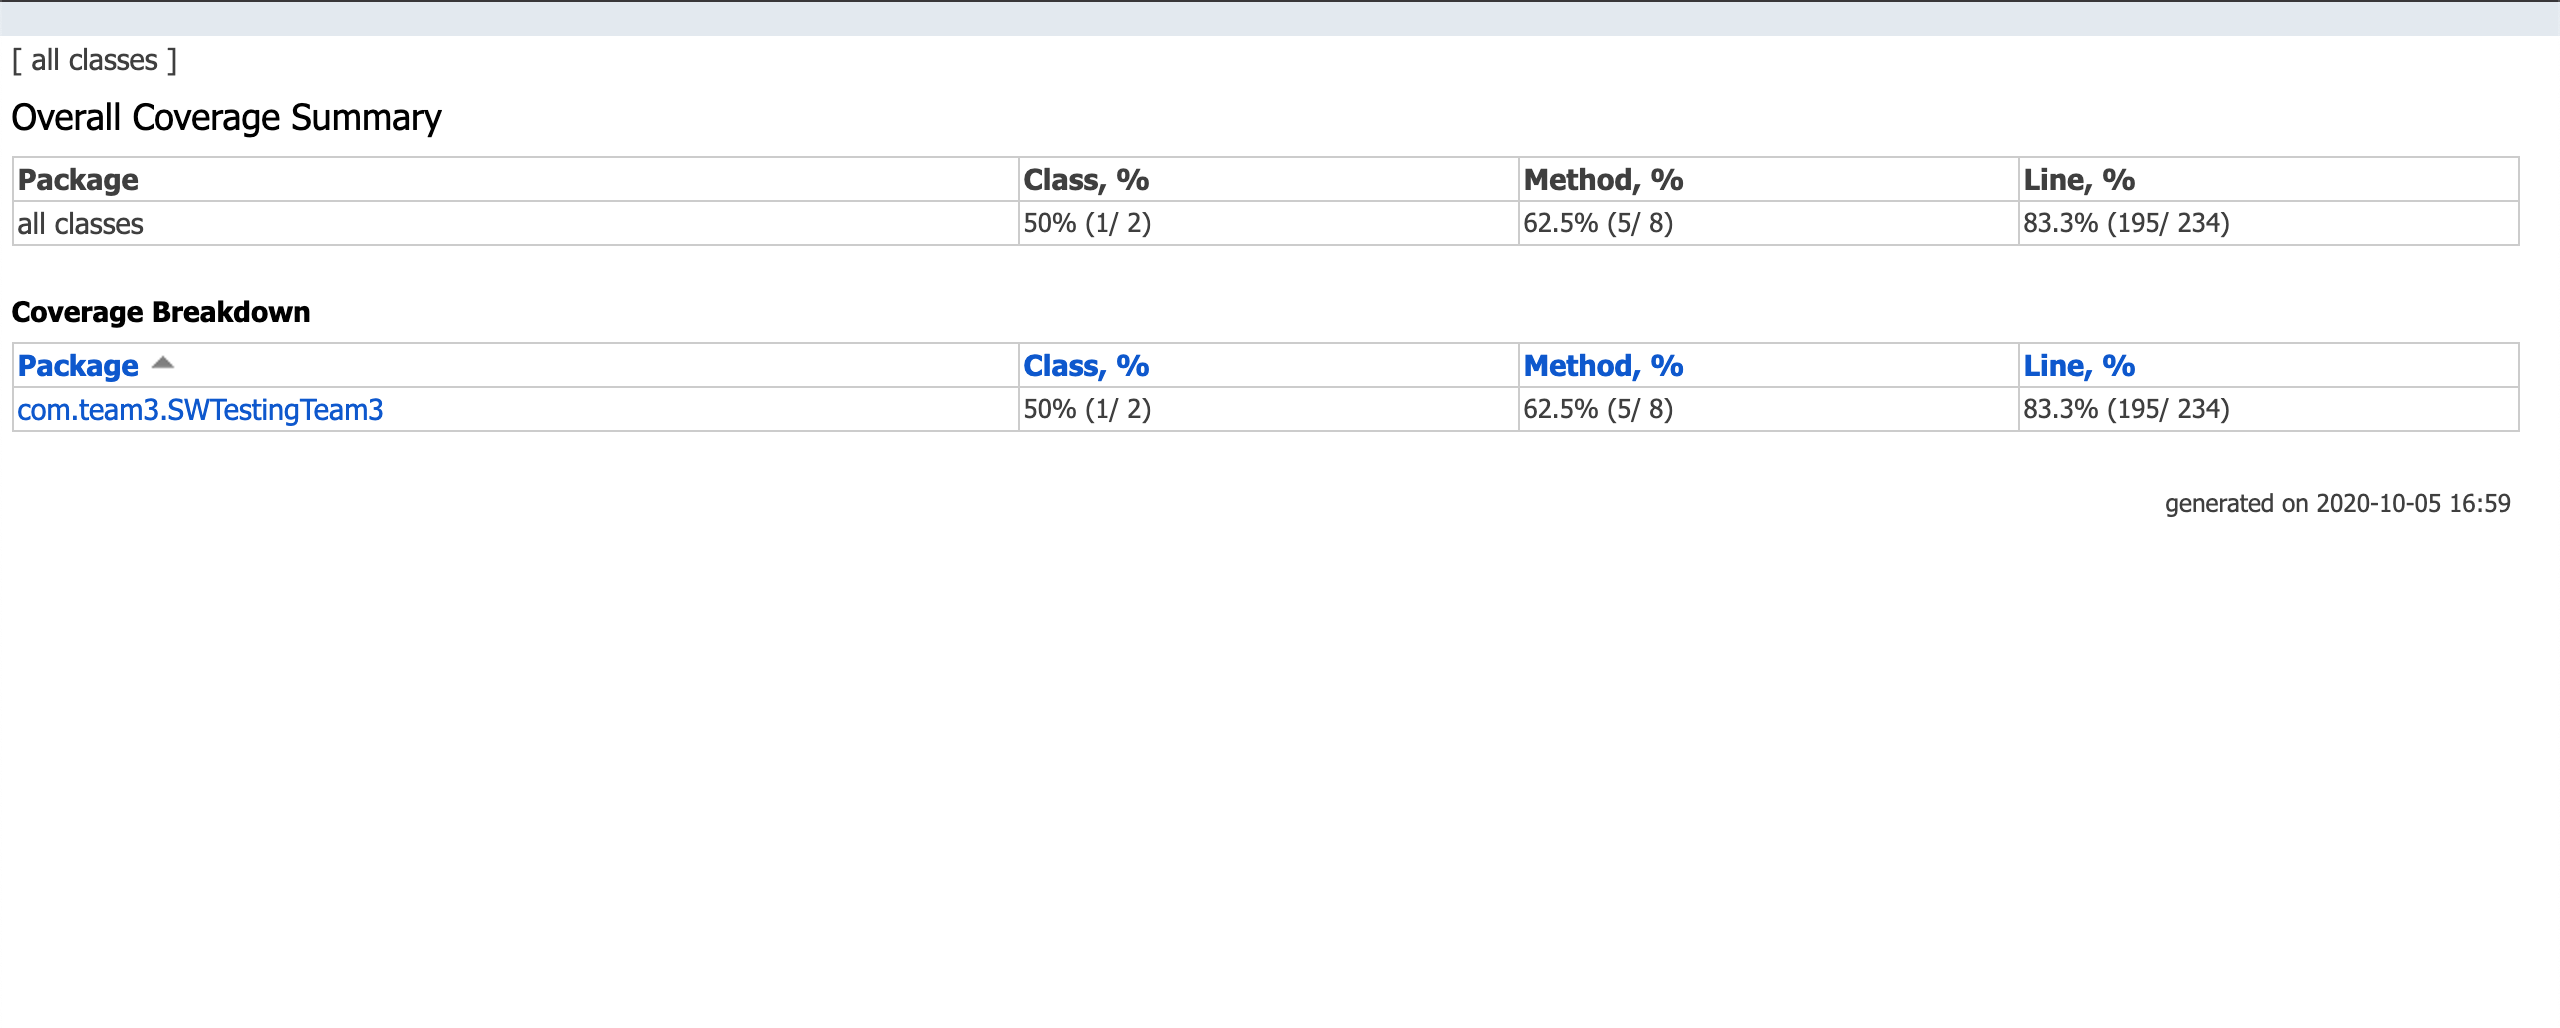 [ all classes ]
Overall Coverage Summary
Package Class, % Method, % Line, %
all classes 50% (1/ 2) 62.5% (5/ 8) 83.3% (195/ 234)
Coverage Breakdown
Package Class, % Method, % Line, %
com.team3.SWTestingTeam3 50% (1/ 2) 62.5% (5/ 8) 83.3% (195/ 234)
generated on 2020-10-05 16:59